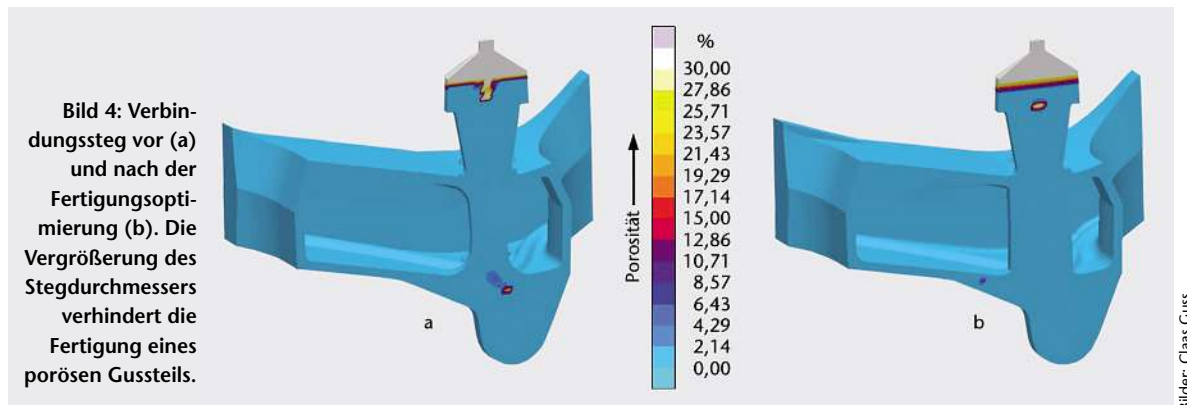 Bild 4: Verbin-
dungssteg vor (a)
und nach der
Fertigungsopti-
mierung (b). Die
Vergrößerung des
Stegdurchmessers
verhindert die
Fertigung eines
porösen Gussteils.
a
Porosität
%
30,00
27,86
25,71
23,57
21,43
19,29
17,14
15,00
12,86
10,71
8,57
6,43
4,29
2,14
0,00
b
Bilder: Claas Guss